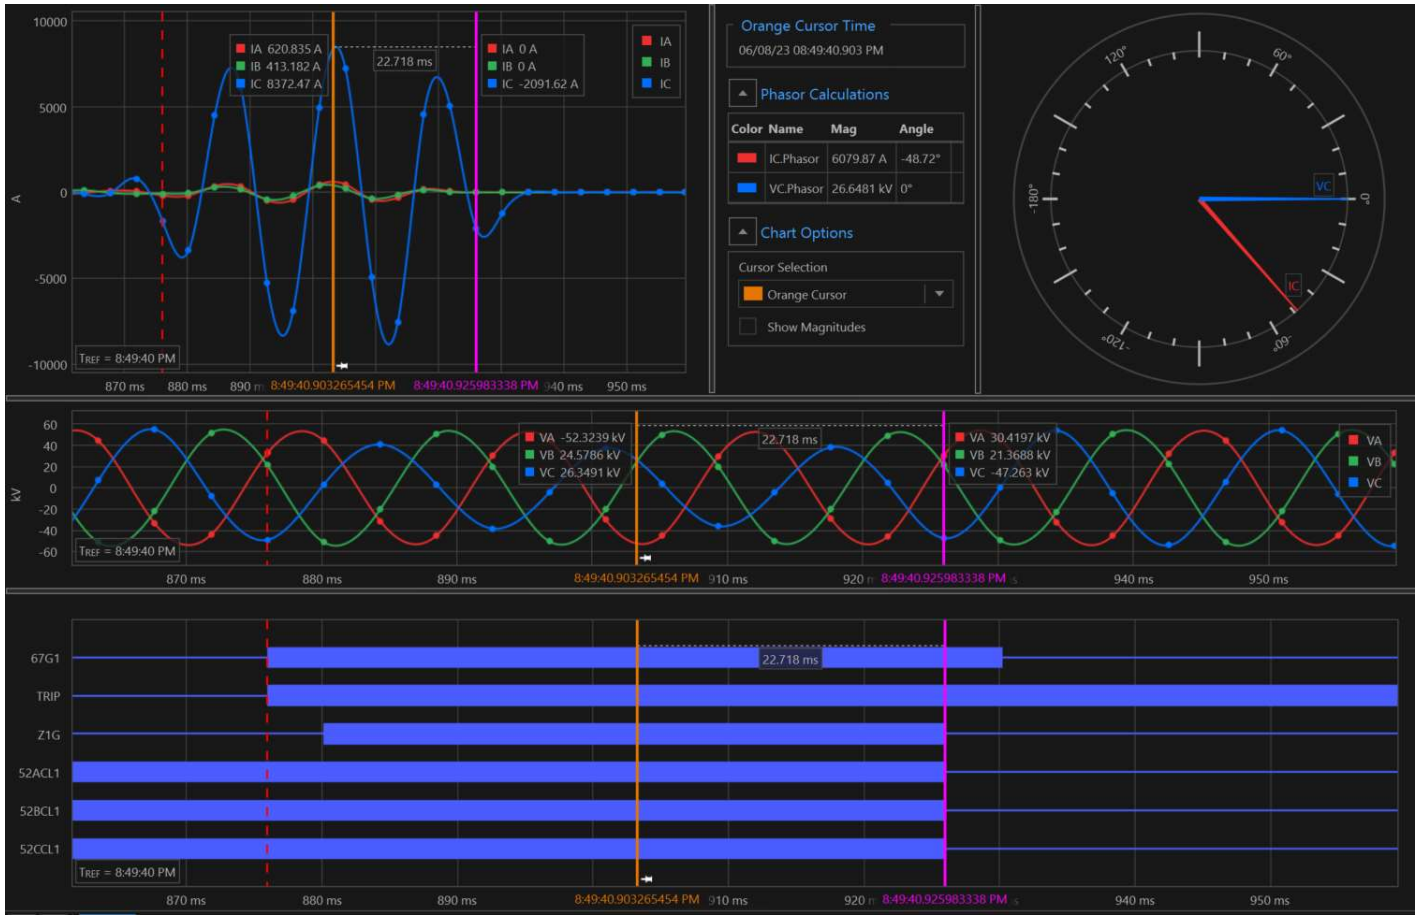 10000
5000
0
-5000
-10000
A
IA 620.835 A
IB 413.182 A
IC 8372.47 A
22.718 ms
IA 0 A
IB 0 A
IC -2091.62 A
IA
IB
IC
TREF = 8:49:40 PM
870 ms 880 ms 890 8:49:40.903265454 PM 8:49:40.925983338 PM 940 ms 950 ms
Orange Cursor Time
06/08/23 08:49:40.903 PM
Phasor Calculations
Color Name Mag Angle
IC.Phasor 6079.87 A -48.72°
VC.Phasor 26.6481 kV 0°
Chart Options
Cursor Selection
Orange Cursor
Show Magnitudes
120°
60°
-180°
VC
0°
IC
-120°
-60°
60
40
20
0
-20
-40
-60
kV
VA -52.3239 kV
VB 24.5786 kV
VC 26.3491 kV
22.718 ms
VA 30.4197 kV
VB 21.3688 kV
VC -47.263 kV
VA
VB
VC
TREF = 8:49:40 PM
870 ms 880 ms 890 ms 8:49:40.903265454 PM 910 ms 920 8:49:40.925983338 PM 940 ms 950 ms
67G1
22.718 ms
TRIP
Z1G
52ACL1
52BCL1
52CCL1
TREF = 8:49:40 PM
870 ms 880 ms 890 ms 8:49:40.903265454 PM 910 ms 920 8:49:40.925983338 PM 940 ms 950 ms